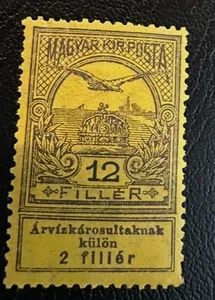 MAGYAR KIR. POSTA
12
FILLÉR
Árvízkárosultaknak
külön
2 fillér